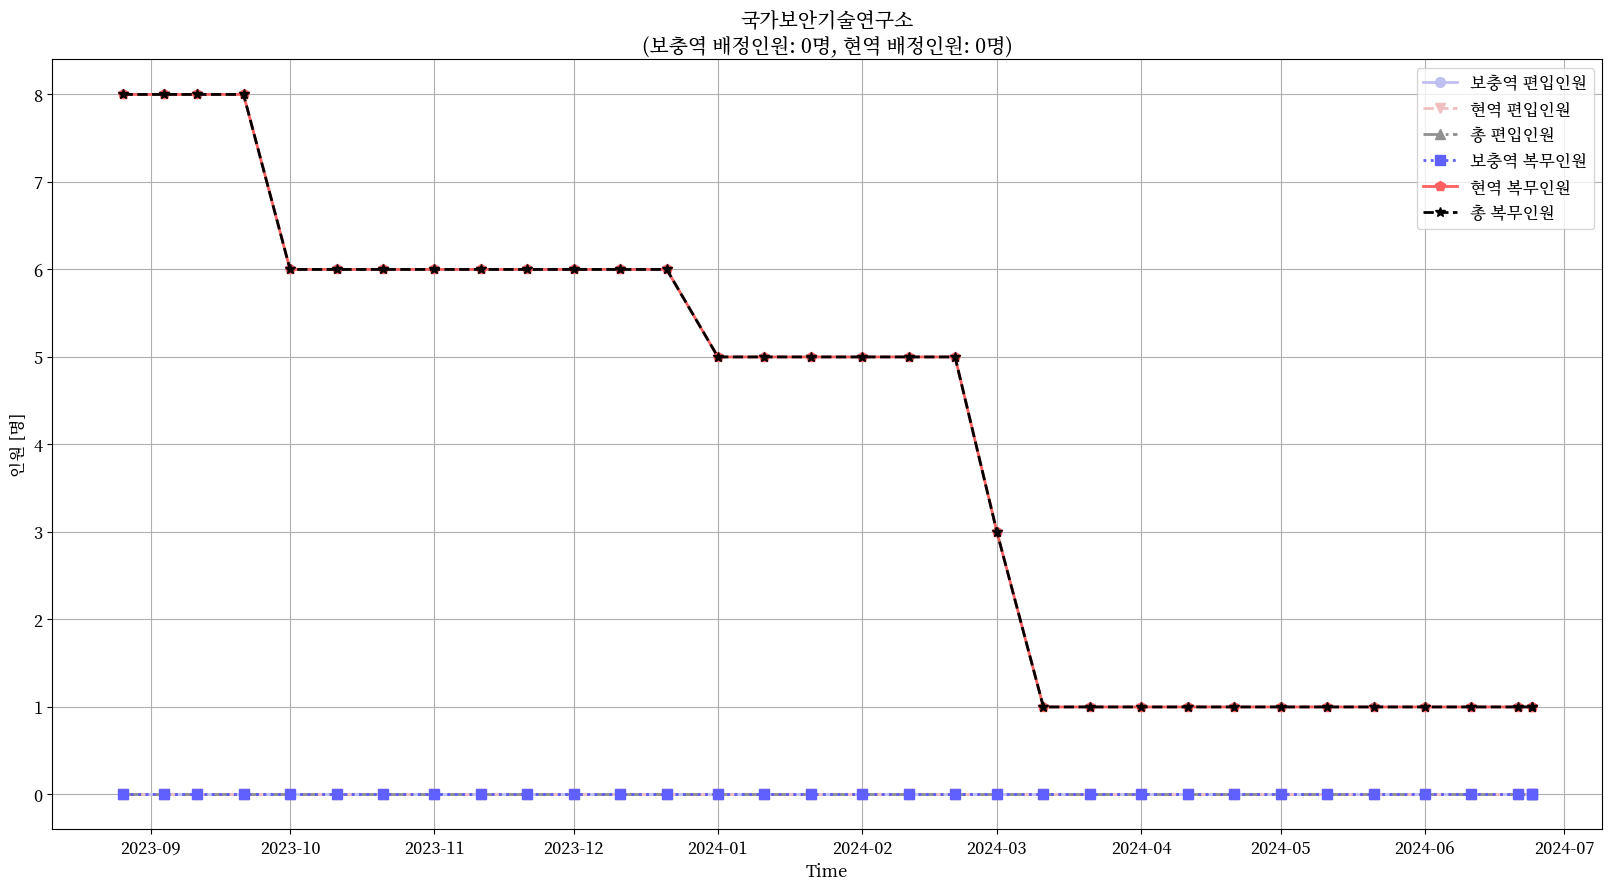 국가보안기술연구소
(보충역 배정인원: 0명, 현역 배정인원: 0명)
보충역 편입인원
현역 편입인원
총 편입인원
보충역 복무인원
현역 복무인원
총 복무인원
인원 [명]
8
7
6
5
4
3
2
1
0
2023-09 2023-10 2023-11 2023-12 2024-01 2024-02 2024-03 2024-04 2024-05 2024-06 2024-07
Time